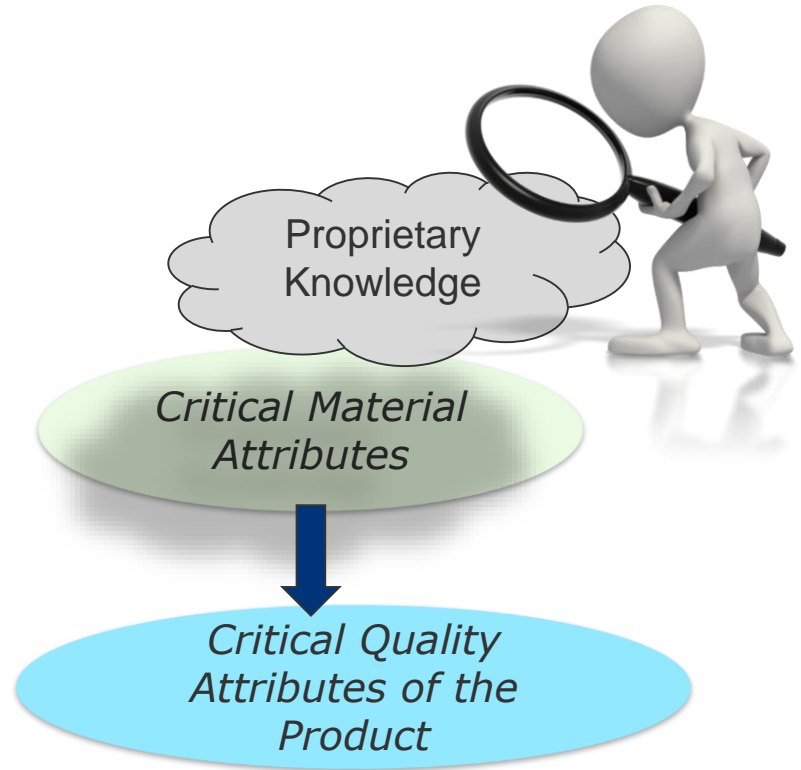 Proprietary
Knowledge
Critical Material
Attributes
Critical Quality
Attributes of the
Product